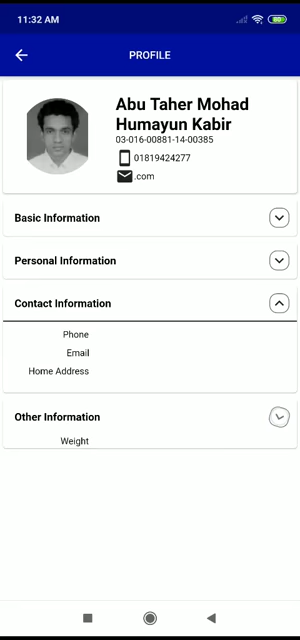 11:32 AM
80
PROFILE
Abu Taher Mohad
Humayun Kabir
03-016-00881-14-00385
01819424277
.com
Basic Information
Personal Information
Contact Information
Phone
Email
Home Address
Other Information
Weight